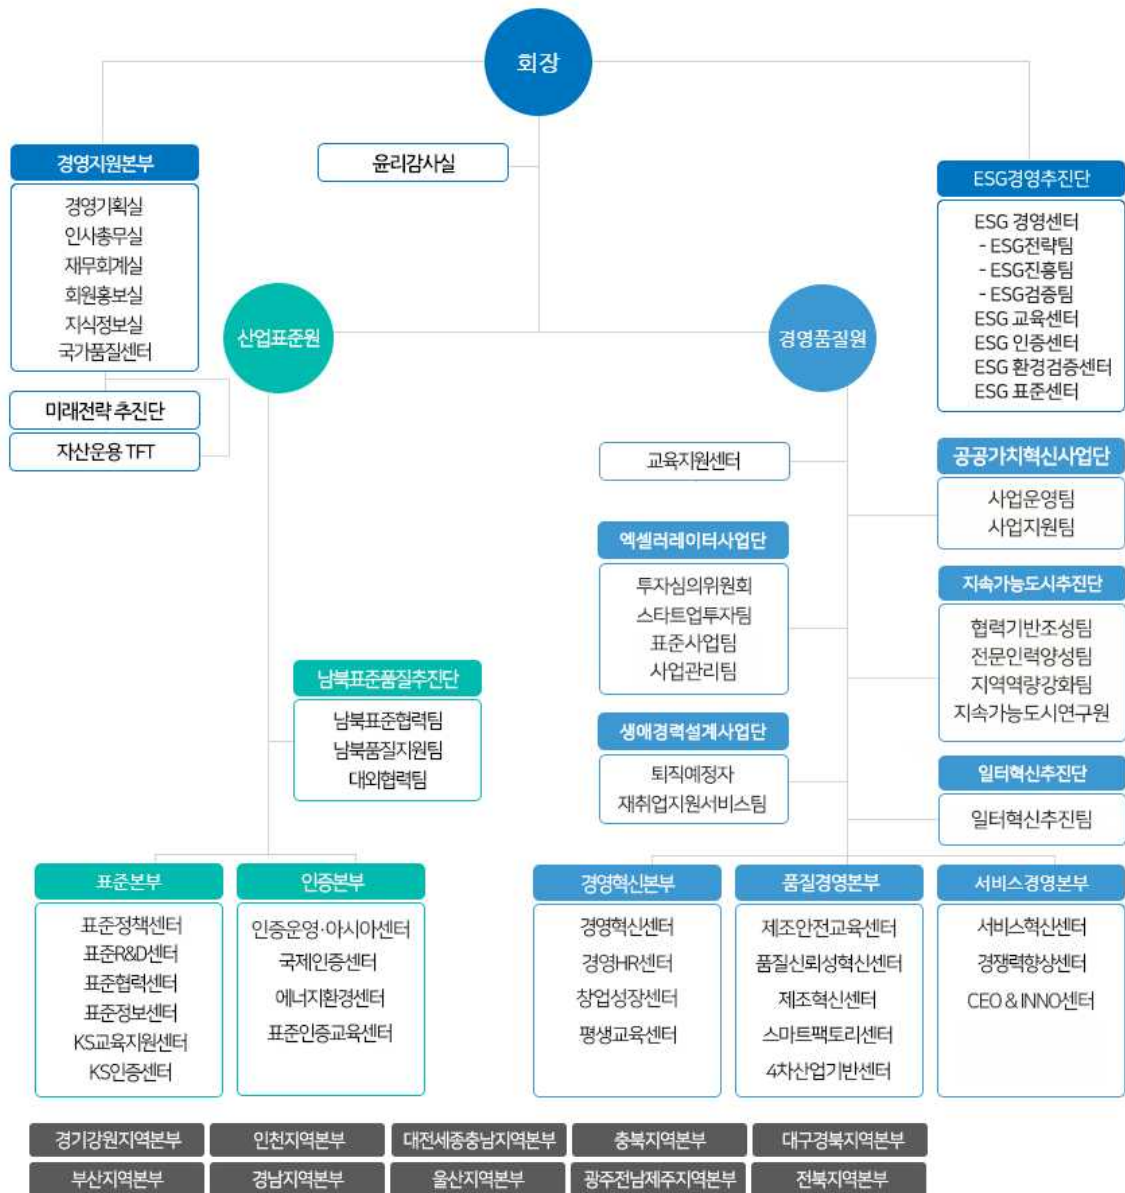 회장
윤리감사실
경영지원본부
경영기획실
인사총무실
재무회계실
회원홍보실
지식정보실
국가품질센터
미래전략 추진단
자산운용 TFT
ESG경영추진단
ESG 경영센터
- ESG전략팀
- ESG진흥팀
- ESG검증팀
ESG 교육센터
ESG 인증센터
ESG 환경검증센터
ESG 표준센터
산업표준원
경영품질원
교육지원센터
공공가치혁신사업단
사업운영팀
사업지원팀
엑셀러레이터사업단
투자심의위원회
스타트업투자팀
표준사업팀
사업관리팀
지속가능도시추진단
협력기반조성팀
전문인력양성팀
지역역량강화팀
지속가능도시연구원
남북표준품질추진단
남북표준협력팀
남북품질지원팀
대외협력팀
생애경력설계사업단
퇴직예정자
재취업지원서비스팀
일터혁신추진단
일터혁신추진팀
표준본부
표준정책센터
표준R&D센터
표준협력센터
표준정보센터
KS교육지원센터
KS인증센터
인증본부
인증운영·아시아센터
국제인증센터
에너지환경센터
표준인증교육센터
경영혁신본부
경영혁신센터
경영HR센터
창업성장센터
평생교육센터
품질경영본부
제조안전교육센터
품질신뢰성혁신센터
제조혁신센터
스마트팩토리센터
4차산업기반센터
서비스경영본부
서비스혁신센터
경쟁력향상센터
CEO & INNO센터
경기강원지역본부
인천지역본부
대전세종충남지역본부
충북지역본부
대구경북지역본부
부산지역본부
경남지역본부
울산지역본부
광주전남제주지역본부
전북지역본부